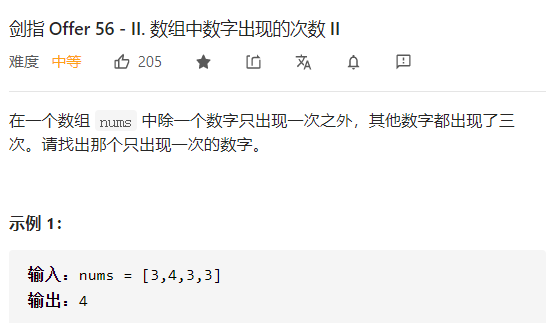 剑指 Offer 56 - II. 数组中数字出现的次数 II
难度 中等 205
在一个数组 nums 中除一个数字只出现一次之外，其他数字都出现了三
次。请找出那个只出现一次的数字。
示例 1：
输入：nums = [3,4,3,3]
输出：4